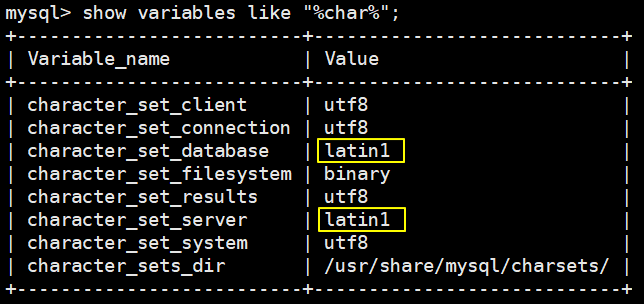 mysql> show variables like "%char%";
+--------------------------+----------------------------+
| Variable_name            | Value                      |
+--------------------------+----------------------------+
| character_set_client     | utf8                       |
| character_set_connection | utf8                       |
| character_set_database   | latin1                     |
| character_set_filesystem | binary                     |
| character_set_results    | utf8                       |
| character_set_server     | latin1                     |
| character_set_system     | utf8                       |
| character_sets_dir       | /usr/share/mysql/charsets/ |
+--------------------------+----------------------------+